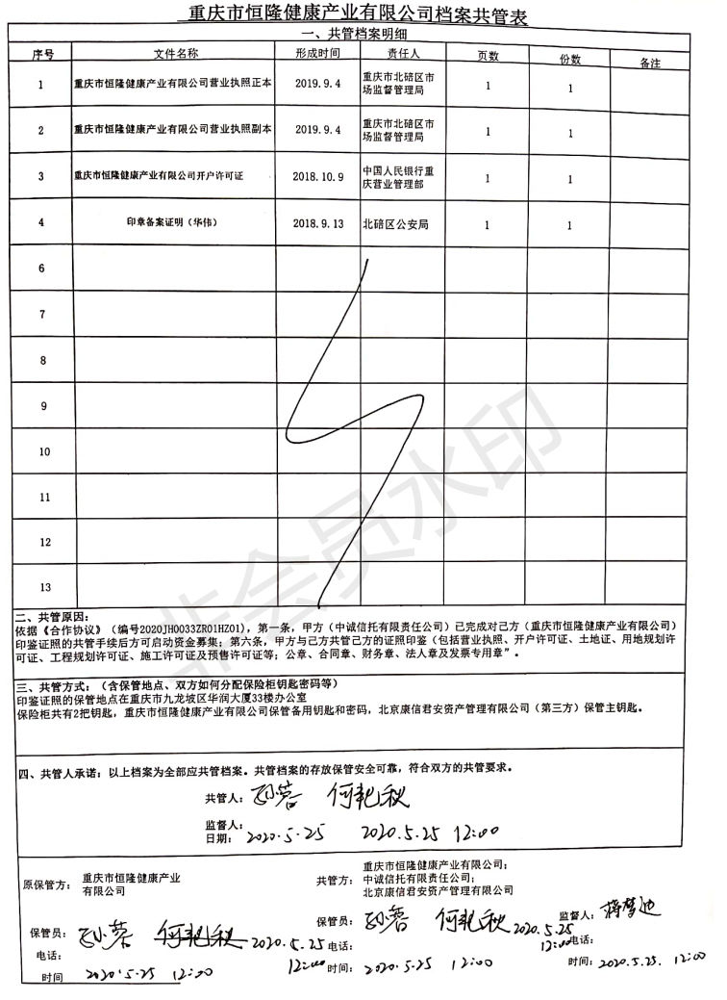 重庆市恒隆健康产业有限公司档案共管表
一、共管档案明细
序号 文件名称 形成时间 责任人 页数 份数 备注
1 重庆市恒隆健康产业有限公司营业执照正本 2019.9.4 重庆市北碚区市场监督管理局 1 1
2 重庆市恒隆健康产业有限公司营业执照副本 2019.9.4 重庆市北碚区市场监督管理局 1 1
3 重庆市恒隆健康产业有限公司开户许可证 2018.10.9 中国人民银行重庆营业管理部 1 1
4 印章备案证明（华伟） 2018.9.13 北碚区公安局 1 1
6
7
8
9
10
11
12
13
非会员水印
二、共管原因：
依据《合作协议》（编号2020JH0033ZR01HZ01），第一条，甲方（中诚信托有限责任公司）已完成对己方（重庆市恒隆健康产业有限公司）
印鉴证照的共管手续后方可启动资金募集；第六条，甲方与己方共管己方的证照印鉴（包括营业执照、开户许可证、土地证、用地规划许
可证、工程规划许可证、施工许可证及预售许可证等；公章、合同章、财务章、法人章及发票专用章”。
三、共管方式：（含保管地点、双方如何分配保险柜钥匙密码等）
印鉴证照的保管地点在重庆市九龙坡区华润大厦33楼办公室
保险柜共有2把钥匙，重庆市恒隆健康产业有限公司保管备用钥匙和密码，北京康信君安资产管理有限公司（第三方）保管主钥匙。
四、共管人承诺：以上档案为全部应共管档案。共管档案的存放保管安全可靠，符合双方的共管要求。
共管人：
监督人：
日期：2020.5.25 2020.5.25 12:00
原保管方：重庆市恒隆健康产业
有限公司
共管方：重庆市恒隆健康产业有限公司；
中诚信托有限责任公司；
北京康信君安资产管理有限公司
保管员： 2020.5.25 12:00
电话：
时间 2020.5.25 12:00
保管员： 2020.5.25 12:00
电话：
时间：2020.5.25 12:00
监督人：蒋梦迪
电话：
时间：2020.5.25. 12:00